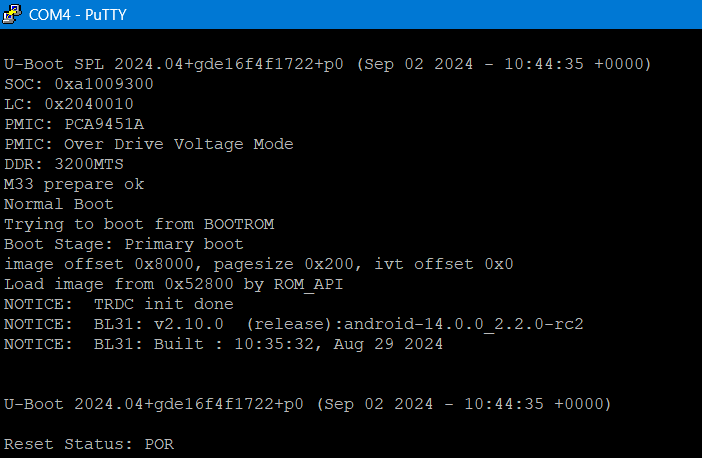 COM4 - PuTTY
U-Boot SPL 2024.04+gde16f4f1722+p0 (Sep 02 2024 - 10:44:35 +0000)
SOC: 0xa1009300
LC: 0x2040010
PMIC: PCA9451A
PMIC: Over Drive Voltage Mode
DDR: 3200MTS
M33 prepare ok
Normal Boot
Trying to boot from BOOTROM
Boot Stage: Primary boot
image offset 0x8000, pagesize 0x200, ivt offset 0x0
Load image from 0x52800 by ROM_API
NOTICE:  TRDC init done
NOTICE:  BL31: v2.10.0  (release):android-14.0.0_2.2.0-rc2
NOTICE:  BL31: Built : 10:35:32, Aug 29 2024
U-Boot 2024.04+gde16f4f1722+p0 (Sep 02 2024 - 10:44:35 +0000)
Reset Status: POR